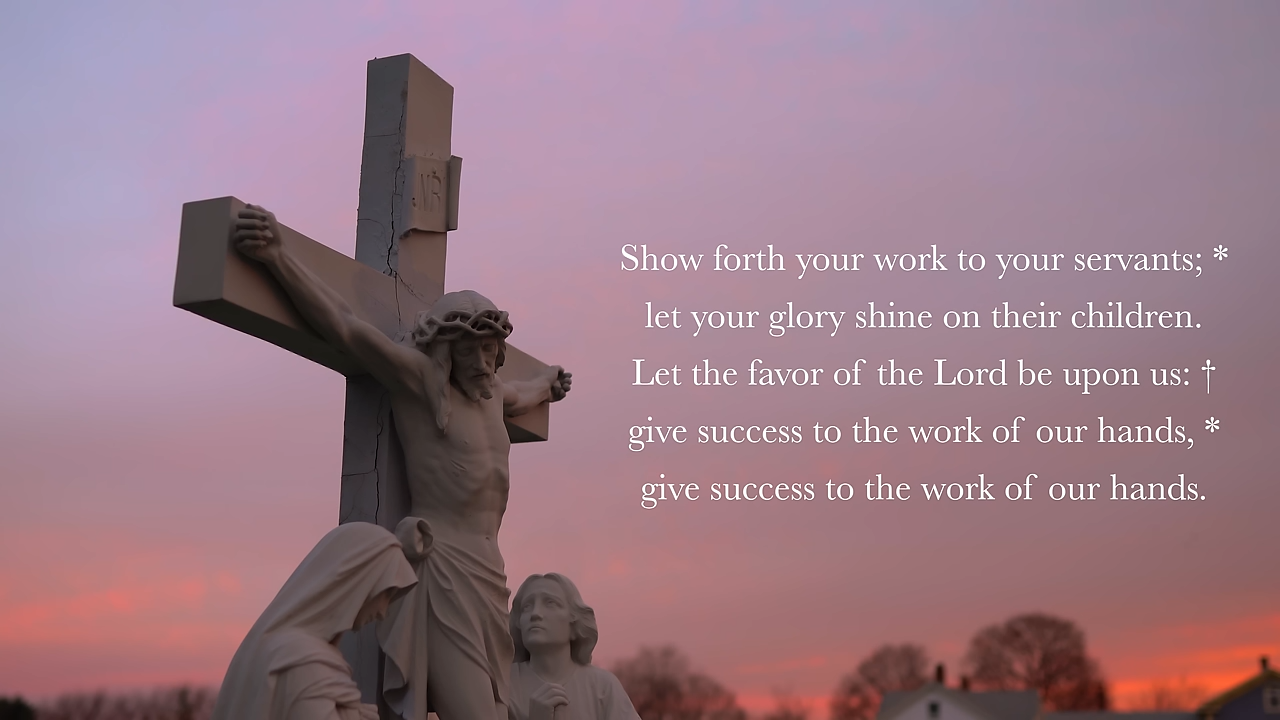 Show forth your work to your servants; *
let your glory shine on their children.
Let the favor of the Lord be upon us: †
give success to the work of our hands, *
give success to the work of our hands.